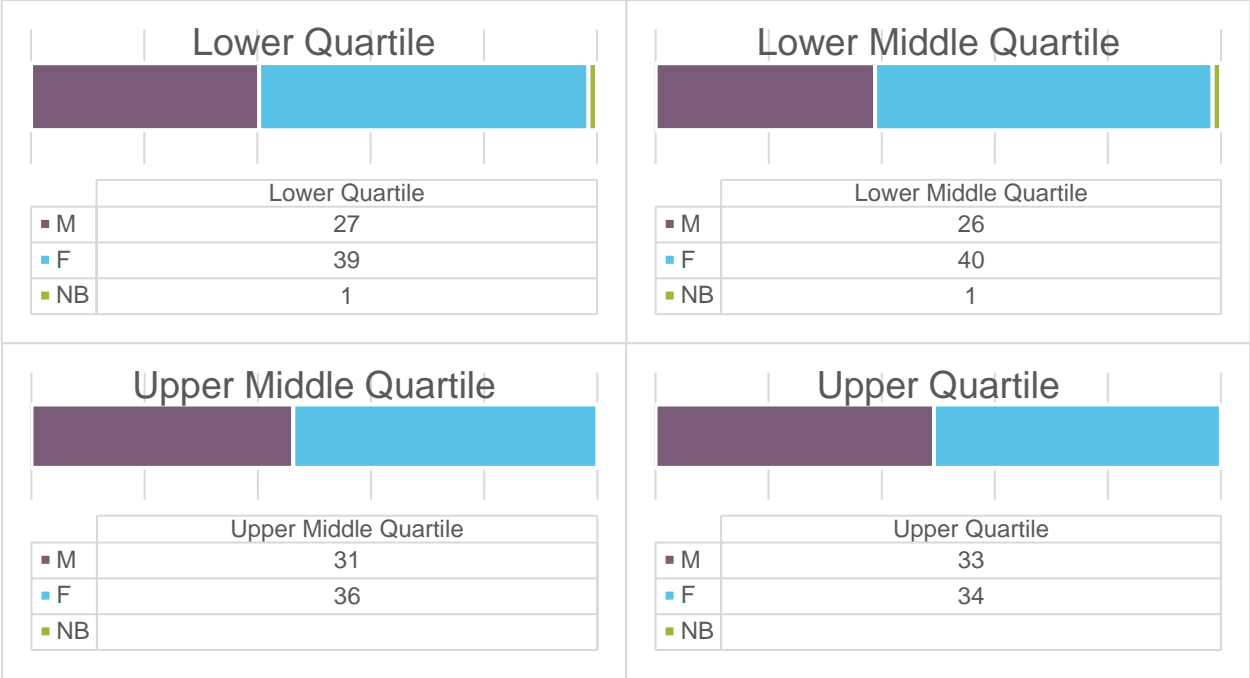 Lower Quartile
Lower Quartile
M 27
F 39
NB 1
Lower Middle Quartile
Lower Middle Quartile
M 26
F 40
NB 1
Upper Middle Quartile
Upper Middle Quartile
M 31
F 36
NB
Upper Quartile
Upper Quartile
M 33
F 34
NB